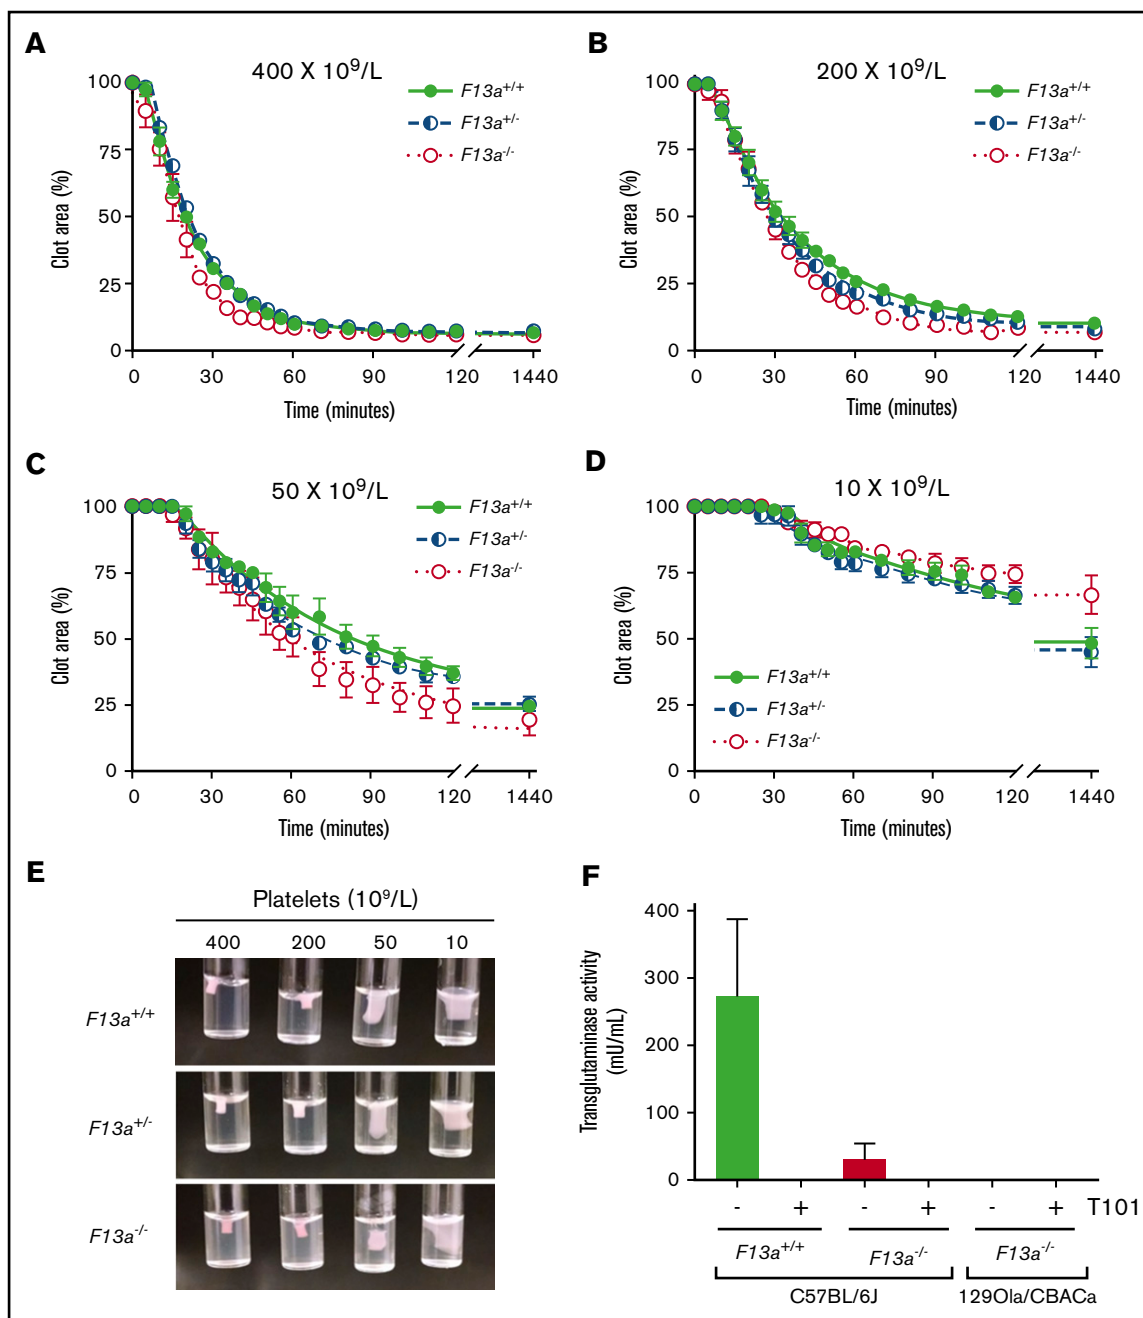 A
400 X 10⁹/L
F13a⁺/⁺
F13a⁺/⁻
F13a⁻/⁻
Clot area (%)
100
75
50
25
0
0 30 60 90 120 1440
Time (minutes)
B
200 X 10⁹/L
F13a⁺/⁺
F13a⁺/⁻
F13a⁻/⁻
Clot area (%)
100
75
50
25
0
0 30 60 90 120 1440
Time (minutes)
C
50 X 10⁹/L
F13a⁺/⁺
F13a⁺/⁻
F13a⁻/⁻
Clot area (%)
100
75
50
25
0
0 30 60 90 120 1440
Time (minutes)
D
10 X 10⁹/L
F13a⁺/⁺
F13a⁺/⁻
F13a⁻/⁻
Clot area (%)
100
75
50
25
0
0 30 60 90 120 1440
Time (minutes)
E
Platelets (10⁹/L)
400 200 50 10
F13a⁺/⁺
F13a⁺/⁻
F13a⁻/⁻
F
Transglutaminase activity
(mU/mL)
400
300
200
100
0
- + - + - + T101
F13a⁺/⁺ F13a⁻/⁻ F13a⁻/⁻
C57BL/6J 129Ola/CBACa